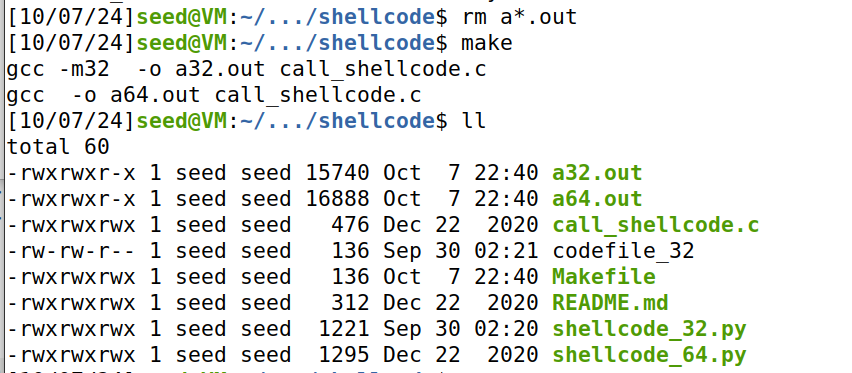 [10/07/24]seed@VM:~/.../shellcode$ rm a*.out
[10/07/24]seed@VM:~/.../shellcode$ make
gcc -m32  -o a32.out call_shellcode.c
gcc  -o a64.out call_shellcode.c
[10/07/24]seed@VM:~/.../shellcode$ ll
total 60
-rwxrwxr-x 1 seed seed 15740 Oct  7 22:40 a32.out
-rwxrwxr-x 1 seed seed 16888 Oct  7 22:40 a64.out
-rwxrwxrwx 1 seed seed   476 Dec 22  2020 call_shellcode.c
-rw-rw-r-- 1 seed seed   136 Sep 30 02:21 codefile_32
-rwxrwxrwx 1 seed seed   136 Oct  7 22:40 Makefile
-rwxrwxrwx 1 seed seed   312 Dec 22  2020 README.md
-rwxrwxrwx 1 seed seed  1221 Sep 30 02:20 shellcode_32.py
-rwxrwxrwx 1 seed seed  1295 Dec 22  2020 shellcode_64.py